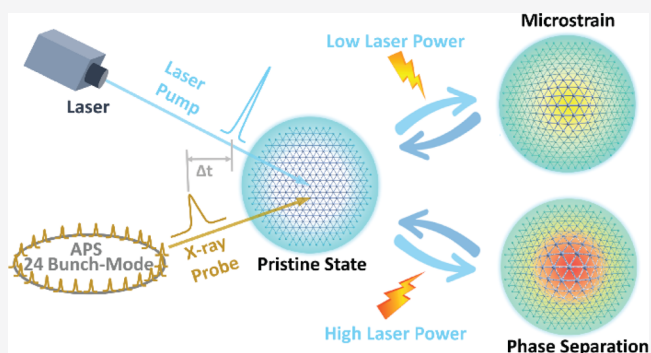 Microstrain
Low Laser Power
Laser
Pump
Laser
Δt
X-ray
Probe
APS
24 Bunch-Mode
Pristine State
High Laser Power
Phase Separation